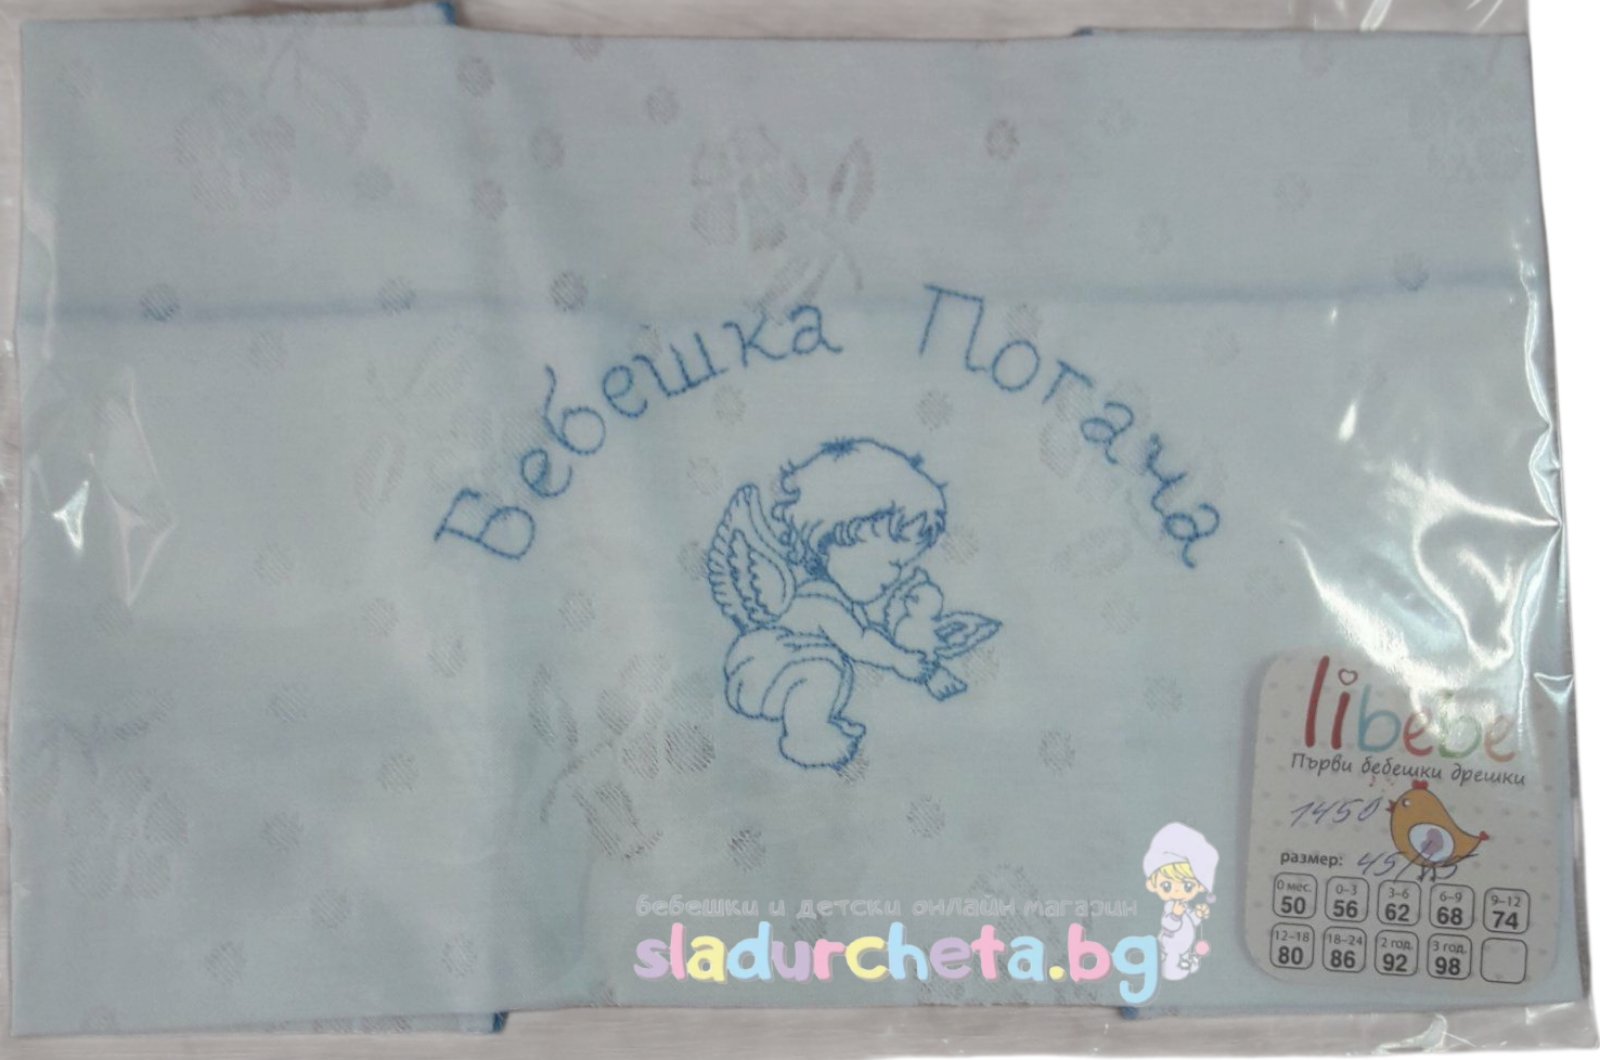 Бебешка Погача
libebe
Първи бебешки дрешки
1450
размер:
0 мес. 0–3 3–6 6–9 9–12
50 56 62 68 74
12–18 18–24 2 год. 3 год.
80 86 92 98
бебешки и детски онлайн магазин
sladurcheta.bg